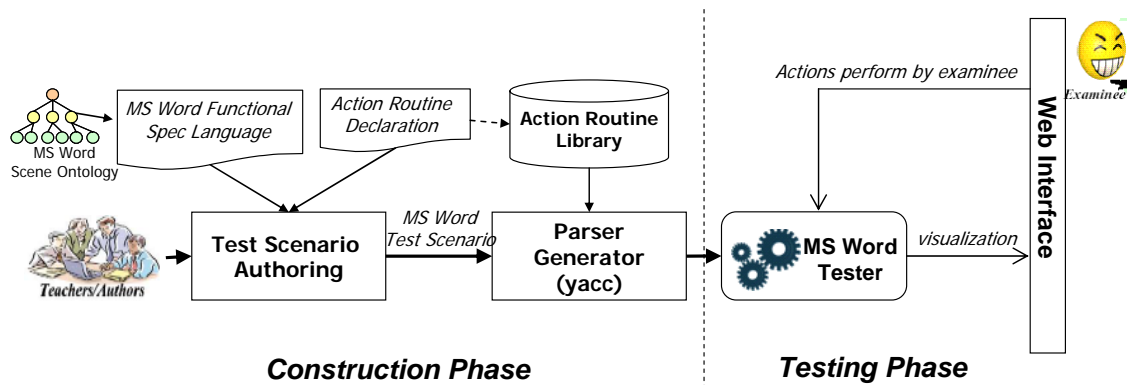 MS Word
Scene Ontology
MS Word Functional
Spec Language
Action Routine
Declaration
Action Routine
Library
Actions perform by examinee
Examinee
Web Interface
Teachers/Authors
Test Scenario
Authoring
MS Word
Test Scenario
Parser
Generator
(yacc)
MS Word
Tester
visualization
Construction Phase
Testing Phase